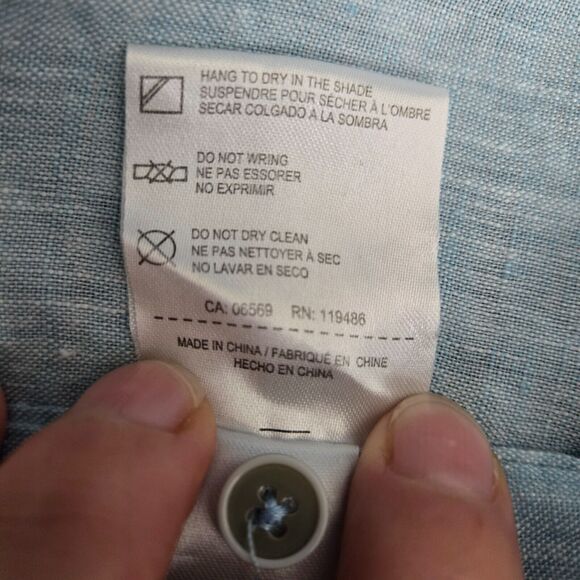 HANG TO DRY IN THE SHADE
SUSPENDRE POUR SÉCHER À L'OMBRE
SECAR COLGADO À LA SOMBRA
DO NOT WRING
NE PAS ESSORER
NO EXPRIMIR
DO NOT DRY CLEAN
NE PAS NETTOYER À SEC
NO LAVAR EN SECO
CA: 06569 RN: 119486
MADE IN CHINA / FABRIQUÉ EN CHINE
HECHO EN CHINA